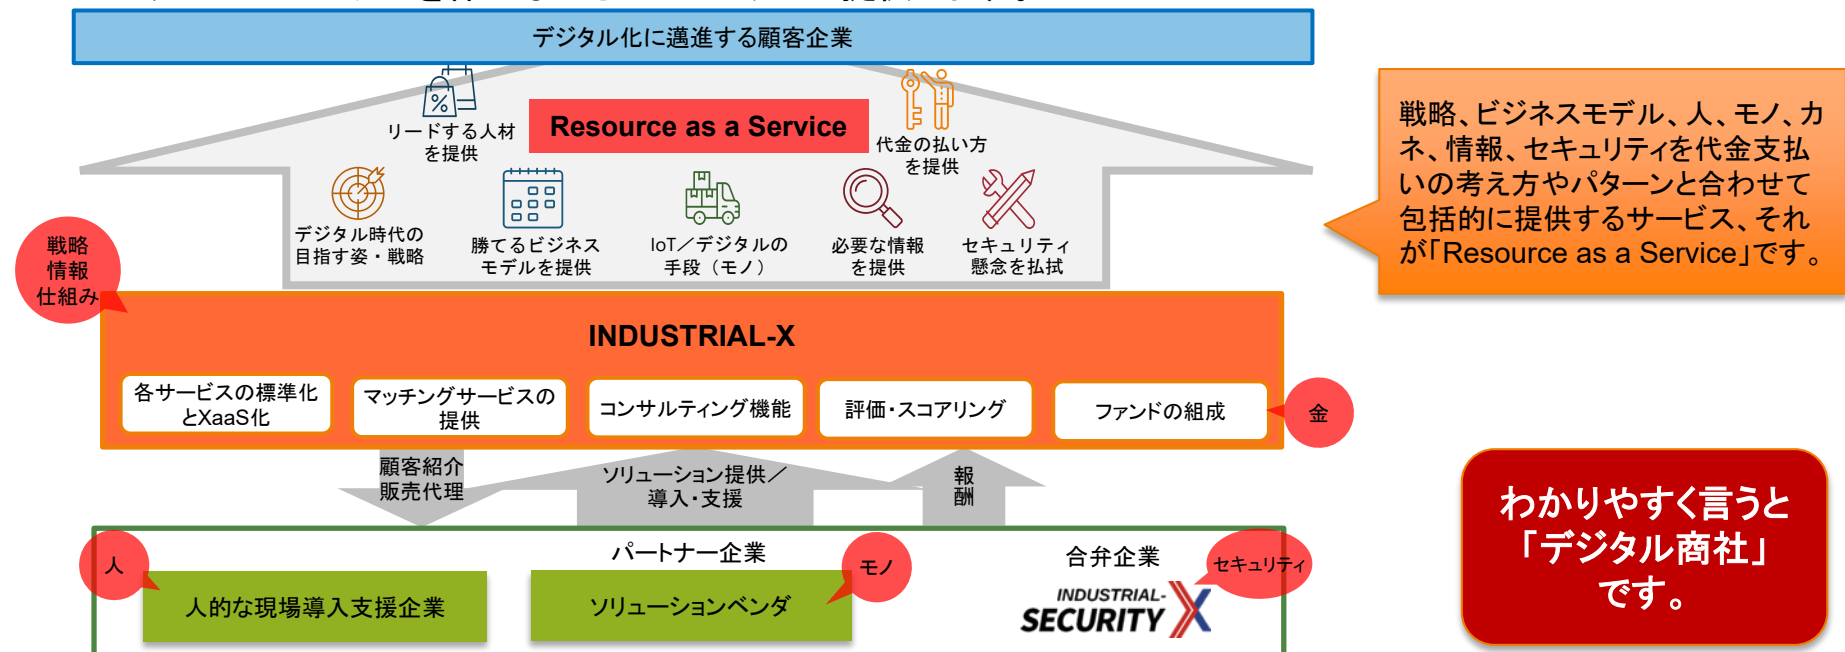 デジタル化に邁進する顧客企業
リードする人材
を提供
Resource as a Service
代金の払い方
を提供
デジタル時代の
目指す姿・戦略
勝てるビジネス
モデルを提供
IoT／デジタルの
手段（モノ）
必要な情報
を提供
セキュリティ
懸念を払拭
戦略、ビジネスモデル、人、モノ、カ
ネ、情報、セキュリティを代金支払
いの考え方やパターンと合わせて
包括的に提供するサービス、それ
が「Resource as a Service」です。
戦略
情報
仕組み
INDUSTRIAL-X
各サービスの標準化
とXaaS化
マッチングサービスの
提供
コンサルティング機能
評価・スコアリング
ファンドの組成
金
顧客紹介
販売代理
ソリューション提供／
導入・支援
報
酬
わかりやすく言うと
「デジタル商社」
です。
人
パートナー企業
モノ
合弁企業
セキュリティ
人的な現場導入支援企業
ソリューションベンダ
INDUSTRIAL-
SECURITY X